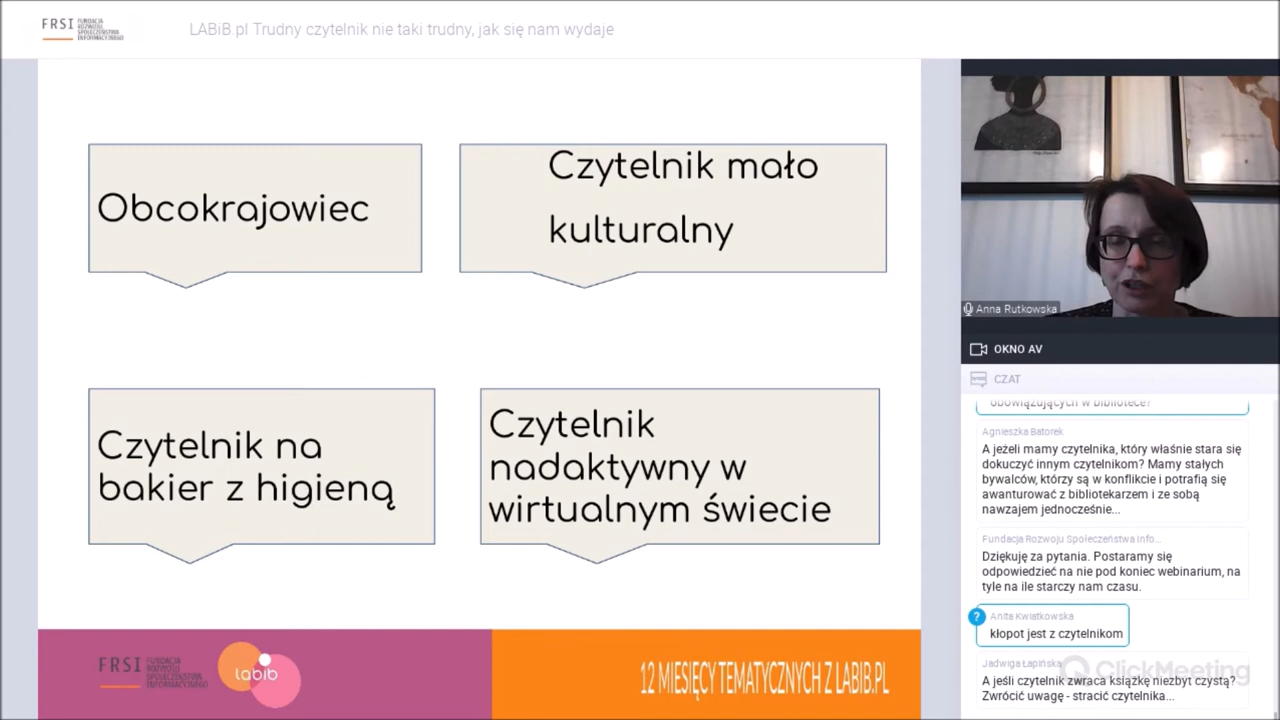 FRSI FUNDACJA
ROZWOJU
SPOŁECZEŃSTWA
INFORMACYJNEGO
LABiB.pl Trudny czytelnik nie taki trudny, jak się nam wydaje
Obcokrajowiec
Czytelnik mało
kulturalny
Czytelnik na
bakier z higieną
Czytelnik
nadaktywny w
wirtualnym świecie
FRSI FUNDACJA
ROZWOJU
SPOŁECZEŃSTWA
INFORMACYJNEGO
labib
12 MIESIĘCY TEMATYCZNYCH Z LABIB.PL
Anna Rutkowska
OKNO AV
CZAT
obowiązujących w bibliotece?
Agnieszka Batorek
A jeżeli mamy czytelnika, który właśnie stara się
dokuczyć innym czytelnikom? Mamy stałych
bywalców, którzy są w konflikcie i potrafią się
awanturować z bibliotekarzem i ze sobą
nawzajem jednocześnie...
Fundacja Rozwoju Społeczeństwa Info...
Dziękuję za pytania. Postaramy się
odpowiedzieć na nie pod koniec webinarium, na
tyle na ile starczy nam czasu.
?
Anita Kwiatkowska
kłopot jest z czytelnikom
Jadwiga Łapińska
A jeśli czytelnik zwraca książkę niezbyt czystą?
Zwrócić uwagę - stracić czytelnika...
ClickMeeting